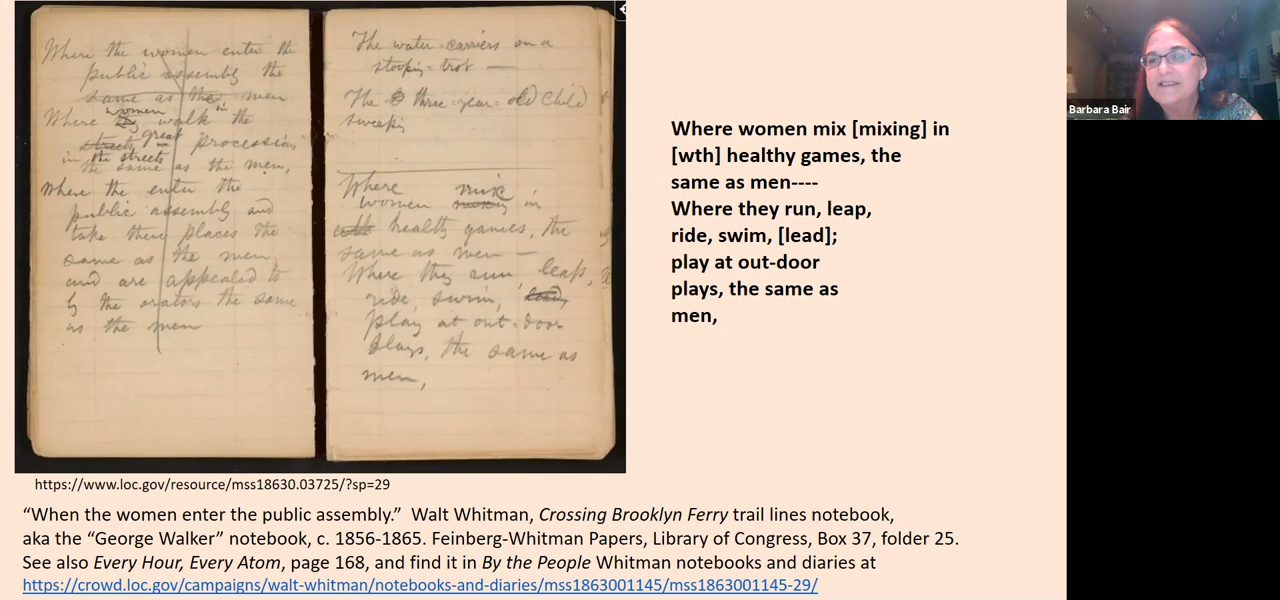 Where the women enter the
public assembly the
same as the men
Where they women walk in the
streets great processions
in the streets
the same as the men,
Where the enter the
public assembly and
take their places the
same as the men,
and are appealed to
by the orators the same
as the men
The water-carriers on a
stooping-trot —
The three-year-old child
sweeping
Where mix
women mixing in
with healthy games, the
same as men —
Where they run, leap,
ride, swim, lead,
play at out-door
plays, the same as
men,
Where women mix [mixing] in
[wth] healthy games, the
same as men----
Where they run, leap,
ride, swim, [lead];
play at out-door
plays, the same as
men,
Barbara Bair
https://www.loc.gov/resource/mss18630.03725/?sp=29
“When the women enter the public assembly.” Walt Whitman, Crossing Brooklyn Ferry trail lines notebook,
aka the “George Walker” notebook, c. 1856-1865. Feinberg-Whitman Papers, Library of Congress, Box 37, folder 25.
See also Every Hour, Every Atom, page 168, and find it in By the People Whitman notebooks and diaries at
https://crowd.loc.gov/campaigns/walt-whitman/notebooks-and-diaries/mss1863001145/mss1863001145-29/